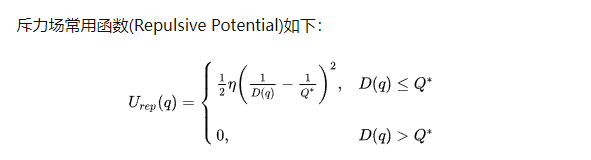 斥力场常用函数(Repulsive Potential)如下：
$$U_{rep}(q) = \begin{cases} \frac{1}{2}\eta\left(\frac{1}{D(q)} - \frac{1}{Q^*}\right)^2, & D(q) \leq Q^* \\ 0, & D(q) > Q^* \end{cases}$$